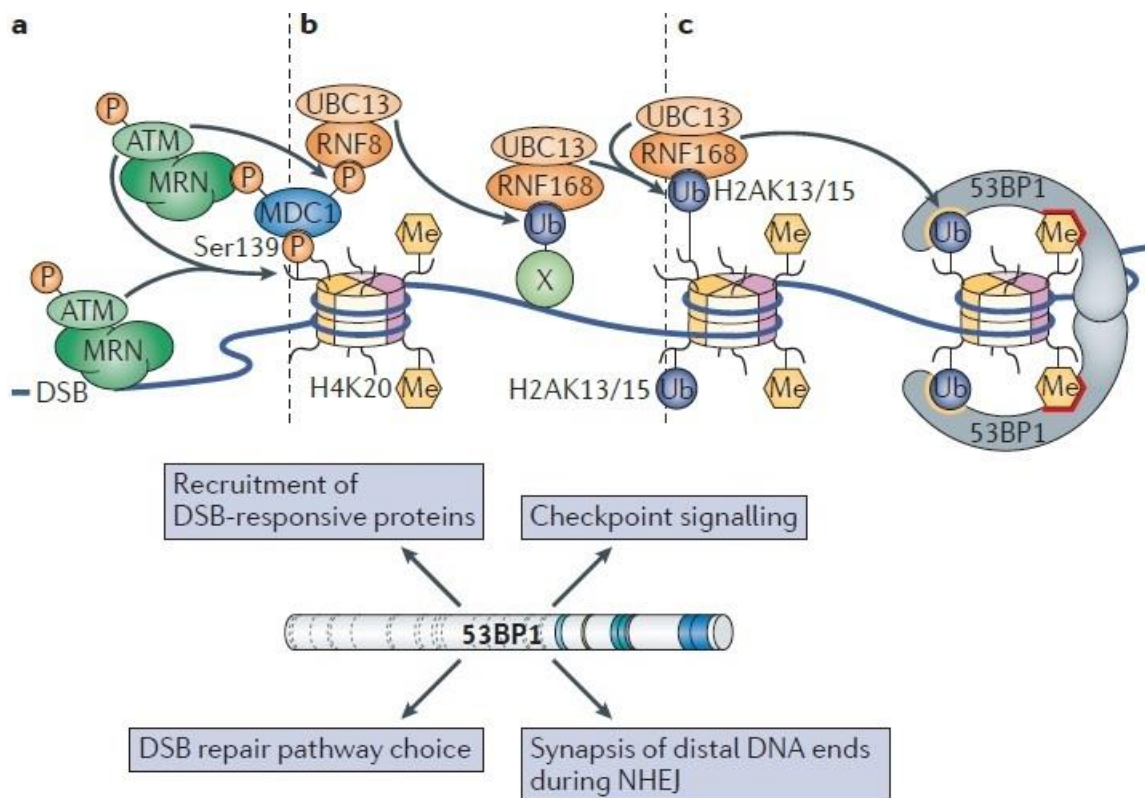 a
b
c
P
UBC13
RNF8
ATM
MRN
P
P
MDC1
Ser139
P
Me
UBC13
RNF168
Ub
X
UBC13
RNF168
Ub
H2AK13/15
Me
53BP1
Ub
Me
P
ATM
MRN
DSB
H4K20
Me
H2AK13/15
Ub
Me
Ub
Me
53BP1
Recruitment of
DSB-responsive proteins
Checkpoint signalling
53BP1
DSB repair pathway choice
Synapsis of distal DNA ends
during NHEJ